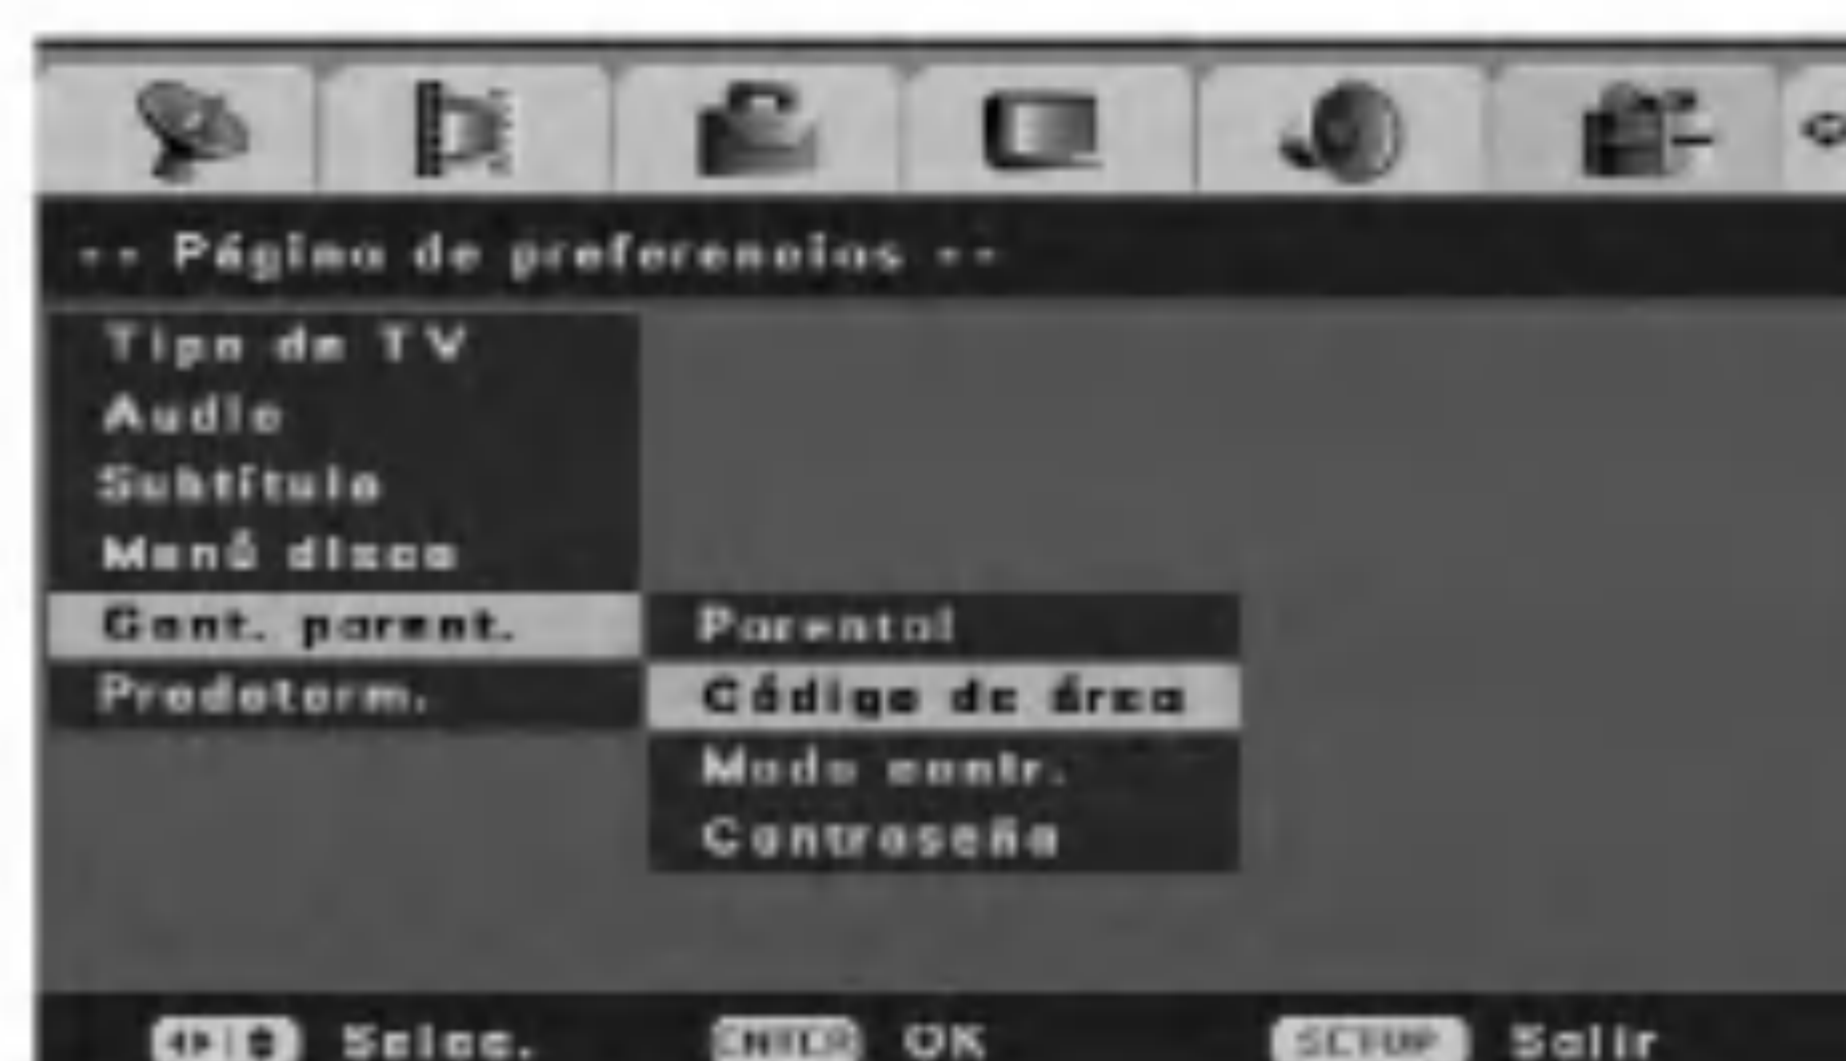 -- Página de preferencias --
Tipo de TV
Audio
Subtítulo
Menú disco
Cont. parent.
Parental
Predeterm.
Código de área
Modo contr.
Contraseña
Selec.
ENTER OK
SETUP Salir